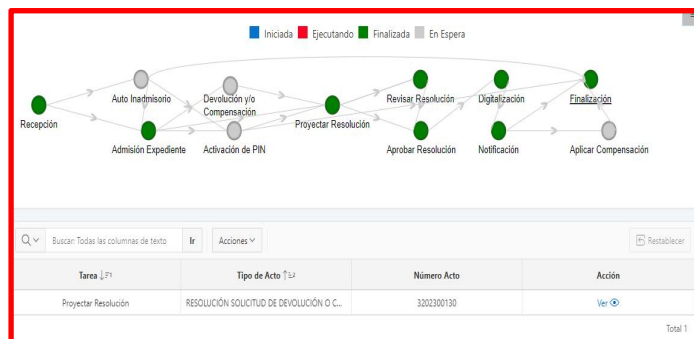 Iniciada Ejecutando Finalizada En Espera
Auto Inadmisorio Devolución y/o Compensación Revisar Resolución Digitalización Finalización
Recepción Proyectar Resolución
Admisión Expediente Activación de PIN Aprobar Resolución Notificación Aplicar Compensación
Buscar: Todas las columnas de texto Ir Acciones Restablecer
Tarea Tipo de Acto Número Acto Acción
Proyectar Resolución RESOLUCIÓN SOLICITUD DE DEVOLUCIÓN O C... 3202300130 Ver
Total 1